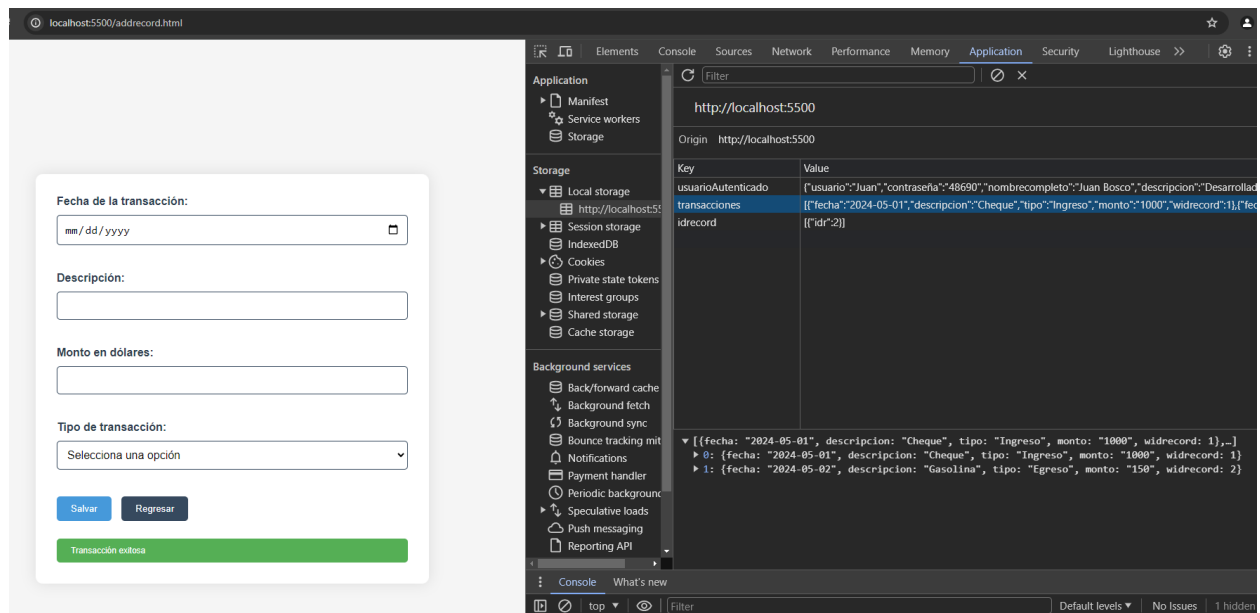 localhost:5500/addrecord.html
Fecha de la transacción:
mm/dd/yyyy
Descripción:
Monto en dólares:
Tipo de transacción:
Selecciona una opción
Salvar Regresar
Transacción exitosa
Elements Console Sources Network Performance Memory Application Security Lighthouse
Application
Manifest
Service workers
Storage
Storage
Local storage
http://localhost:55
Session storage
IndexedDB
Cookies
Private state tokens
Interest groups
Shared storage
Cache storage
Background services
Back/forward cache
Background fetch
Background sync
Bounce tracking mit
Notifications
Payment handler
Periodic background
Speculative loads
Push messaging
Reporting API
Filter
http://localhost:5500
Origin http://localhost:5500
Key Value
usuarioAutenticado {"usuario":"Juan","contraseña":"48690","nombrecompleto":"Juan Bosco","descripcion":"Desarrollad
transacciones [{"fecha":"2024-05-01","descripcion":"Cheque","tipo":"Ingreso","monto":"1000","widrecord":1},{"fec
idrecord [{"idr":2}]
[{fecha: "2024-05-01", descripcion: "Cheque", tipo: "Ingreso", monto: "1000", widrecord: 1},…]
0: {fecha: "2024-05-01", descripcion: "Cheque", tipo: "Ingreso", monto: "1000", widrecord: 1}
1: {fecha: "2024-05-02", descripcion: "Gasolina", tipo: "Egreso", monto: "150", widrecord: 2}
Console What's new
top Filter Default levels No Issues 1 hidden